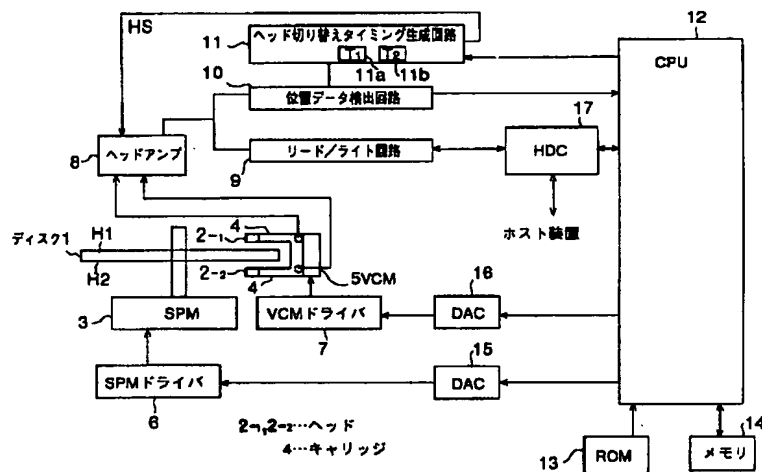 HS
11
ヘッド切り替えタイミング生成回路
T1
T2
11a
11b
12
CPU
10
位置データ検出回路
17
8
ヘッドアンプ
9
リード/ライト回路
HDC
ホスト装置
ディスク1
H1
H2
2-1
4
2-2
4
5VCM
16
3
SPM
VCMドライバ
7
DAC
15
SPMドライバ
6
DAC
2-1,2-2…ヘッド
4…キャリッジ
13
ROM
メモリ
14